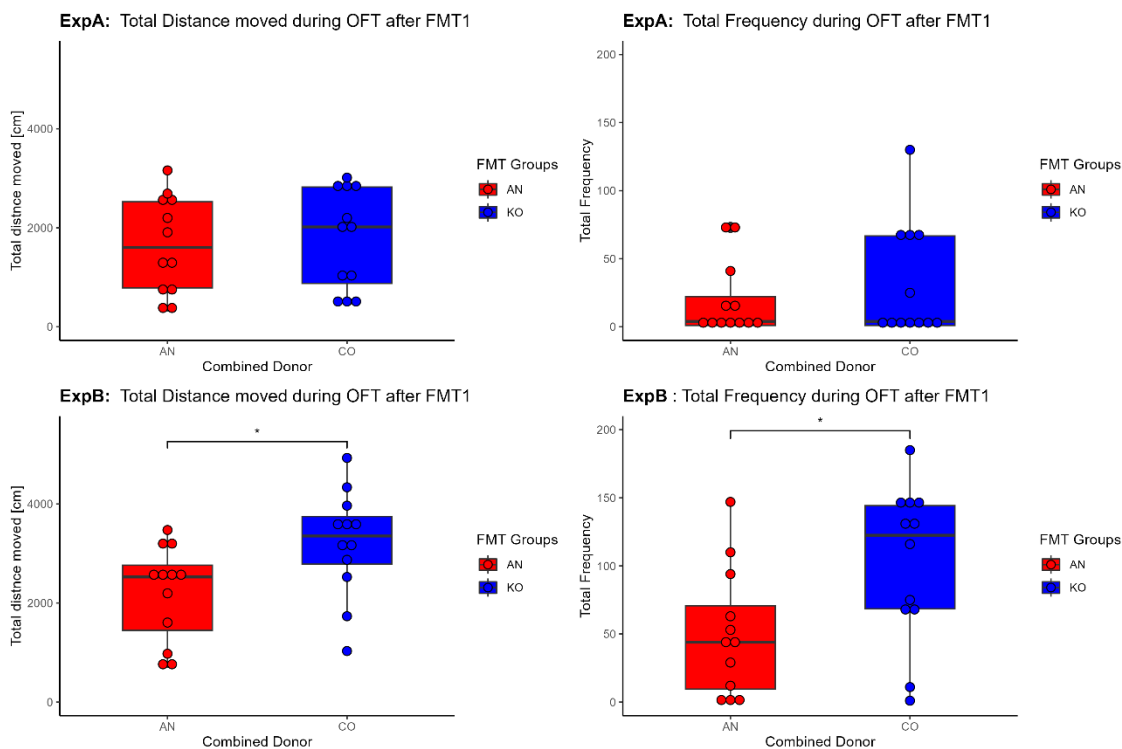 ExpA: Total Distance moved during OFT after FMT1
Total distnce moved [cm]
4000
2000
0
AN
CO
Combined Donor
FMT Groups
AN
KO
ExpA: Total Frequency during OFT after FMT1
Total Frequency
200
150
100
50
0
AN
CO
Combined Donor
FMT Groups
AN
KO
ExpB: Total Distance moved during OFT after FMT1
Total distnce moved [cm]
4000
2000
0
*
AN
CO
Combined Donor
FMT Groups
AN
KO
ExpB : Total Frequency during OFT after FMT1
Total Frequency
200
150
100
50
0
*
AN
CO
Combined Donor
FMT Groups
AN
KO